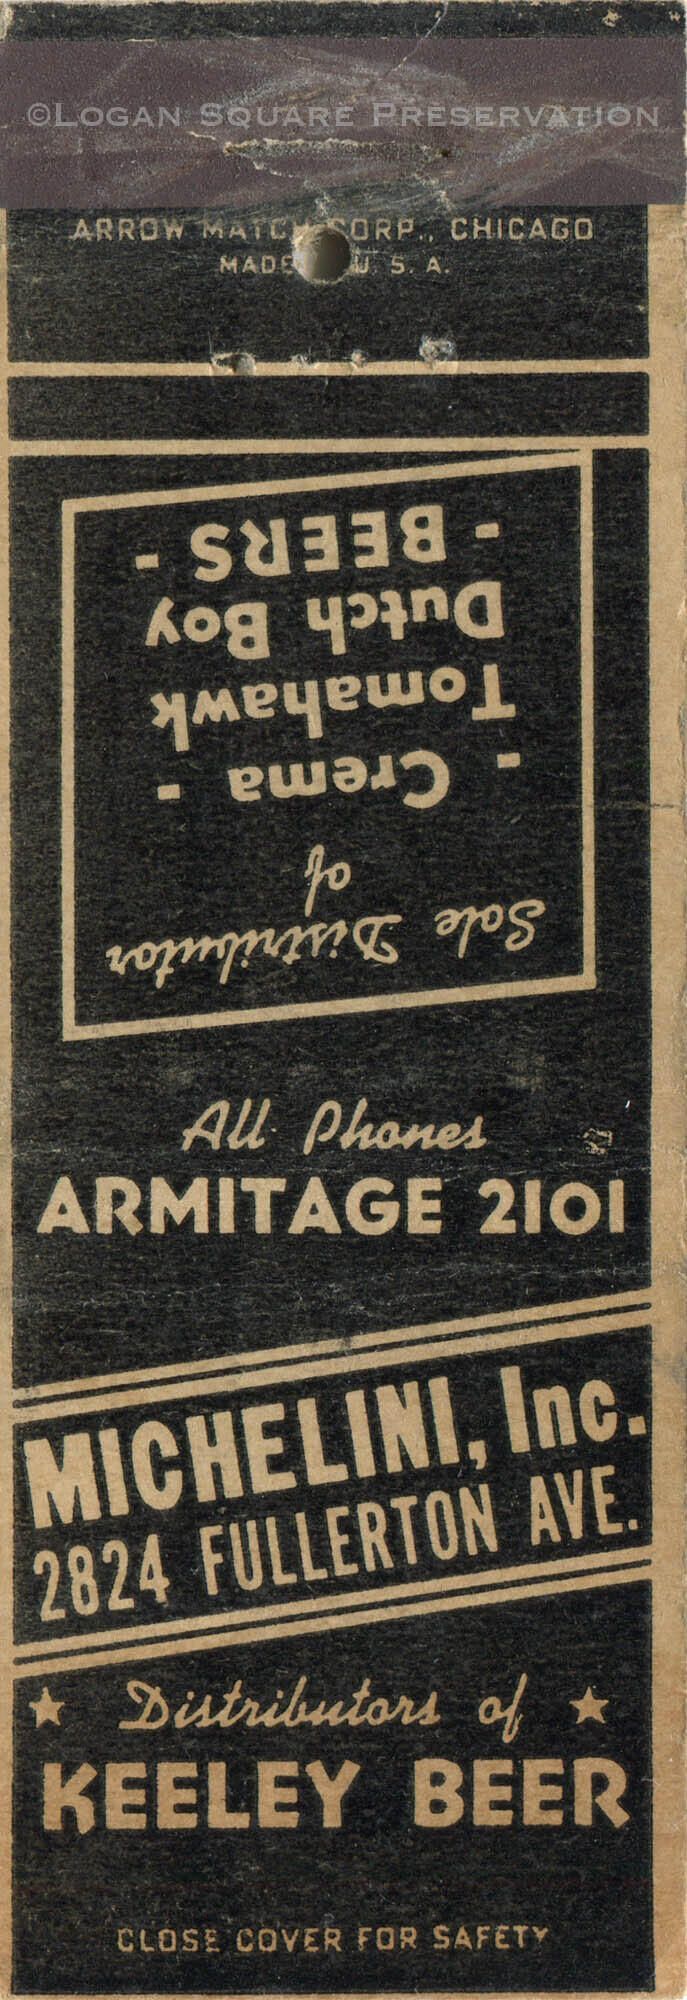 ©LOGAN SQUARE PRESERVATION
ARROW MATCH CORP., CHICAGO
MADE U. S. A.
Sole Distributor
of
- Crema -
Tomahawk
Dutch Boy
- BEERS -
All Phones
ARMITAGE 2101
MICHELINI, Inc.
2824 FULLERTON AVE.
Distributors of
KEELEY BEER
CLOSE COVER FOR SAFETY